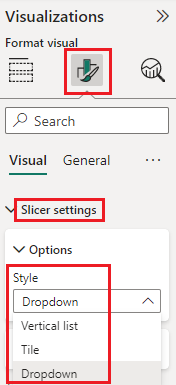 Visualizations
Format visual
Search
Visual General ...
Slicer settings
Options
Style
Dropdown
Vertical list
Tile
Dropdown